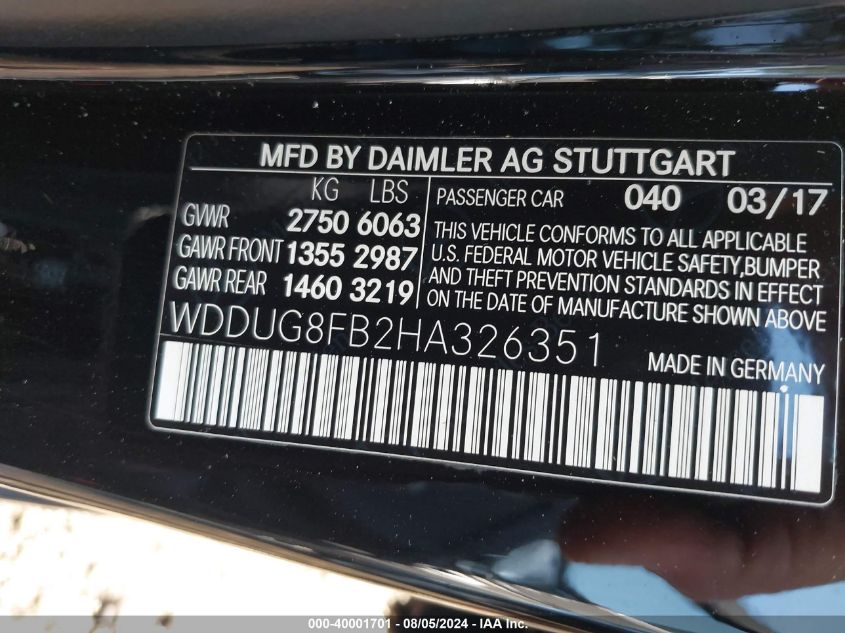 MFD BY DAIMLER AG STUTTGART
KG LBS
GVWR 2750 6063
GAWR FRONT 1355 2987
GAWR REAR 1460 3219
PASSENGER CAR 040 03/17
THIS VEHICLE CONFORMS TO ALL APPLICABLE
U.S. FEDERAL MOTOR VEHICLE SAFETY,BUMPER
AND THEFT PREVENTION STANDARDS IN EFFECT
ON THE DATE OF MANUFACTURE SHOWN ABOVE
WDDUG8FB2HA326351
MADE IN GERMANY
000-40001701 - 08/05/2024 - IAA Inc.